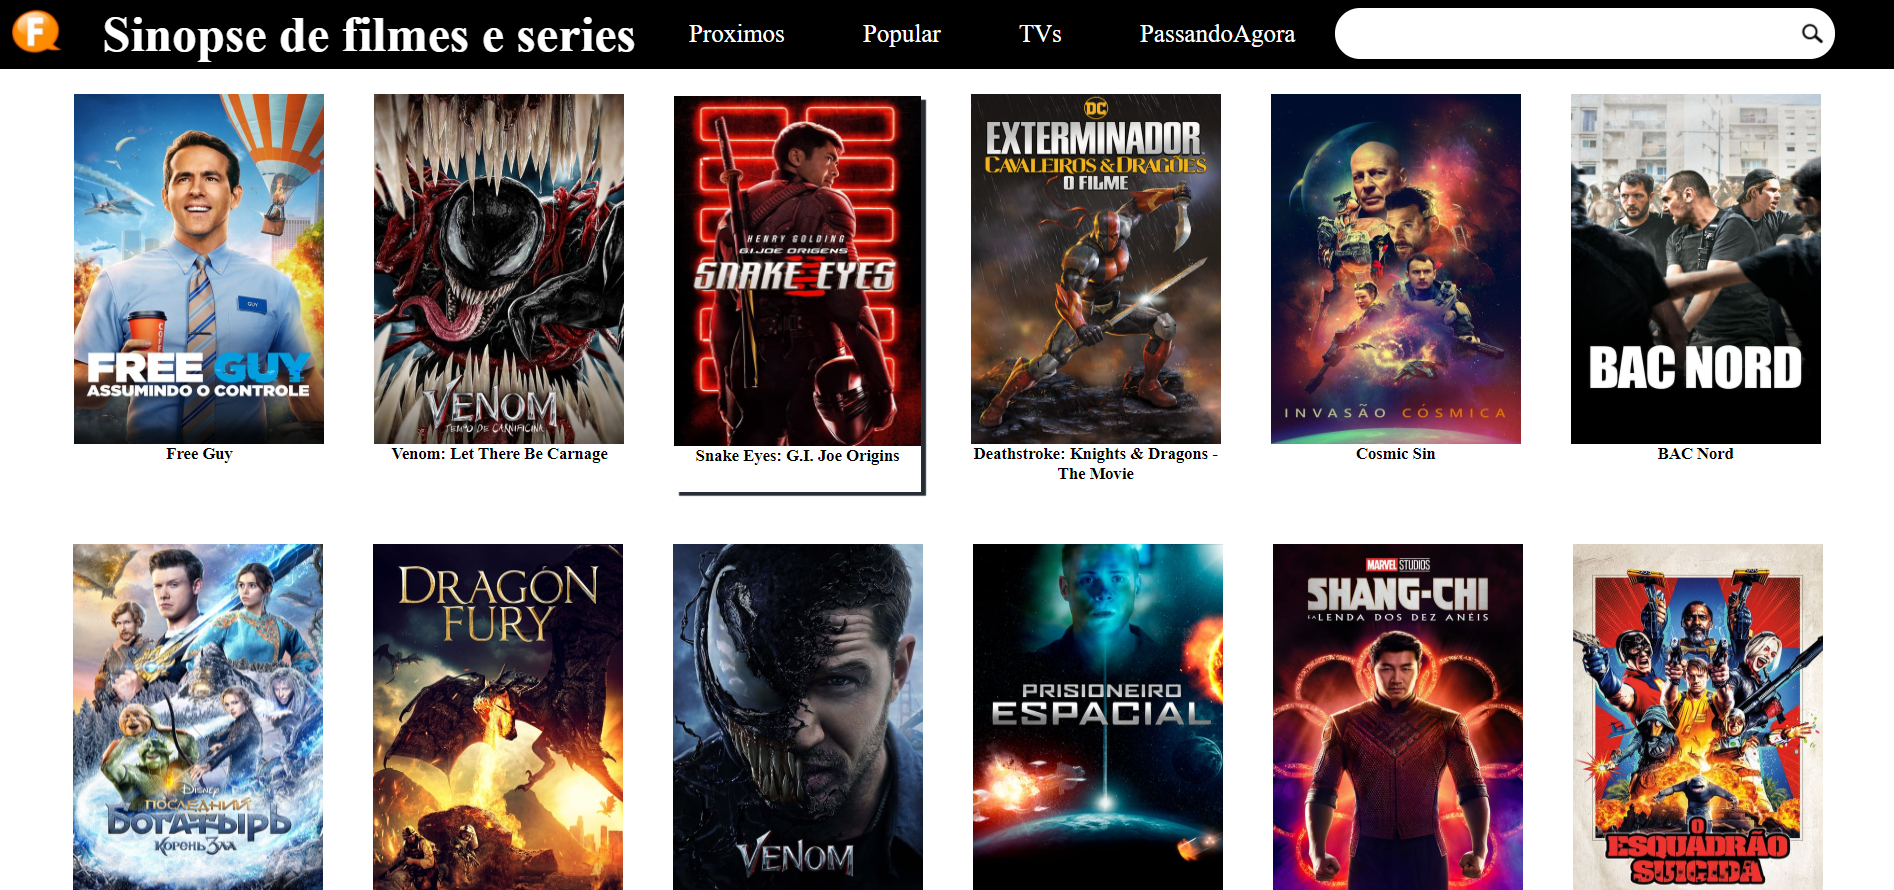 F
Sinopse de filmes e series
Proximos
Popular
TVs
PassandoAgora
GUY
COFFEE
FREE GUY
ASSUMINDO O CONTROLE
Free Guy
VENOM
TEMPO DE CARNIFICINA
Venom: Let There Be Carnage
HENRY GOLDING
G.I.JOE ORIGENS
SNAKE EYES
Snake Eyes: G.I. Joe Origins
DC
EXTERMINADOR
CAVALEIROS & DRAGÕES
O FILME
Deathstroke: Knights & Dragons -
The Movie
INVASÃO CÓSMICA
Cosmic Sin
BAC NORD
BAC Nord
DISNEY
ПОСЛЕДНИЙ
БОГАТЫРЬ
КОРЕНЬ ЗЛА
DRAGON
FURY
VENOM
PRISIONEIRO
ESPACIAL
MARVEL STUDIOS
SHANG-CHI
E A LENDA DOS DEZ ANÉIS
O
ESQUADRÃO
SUICIDA